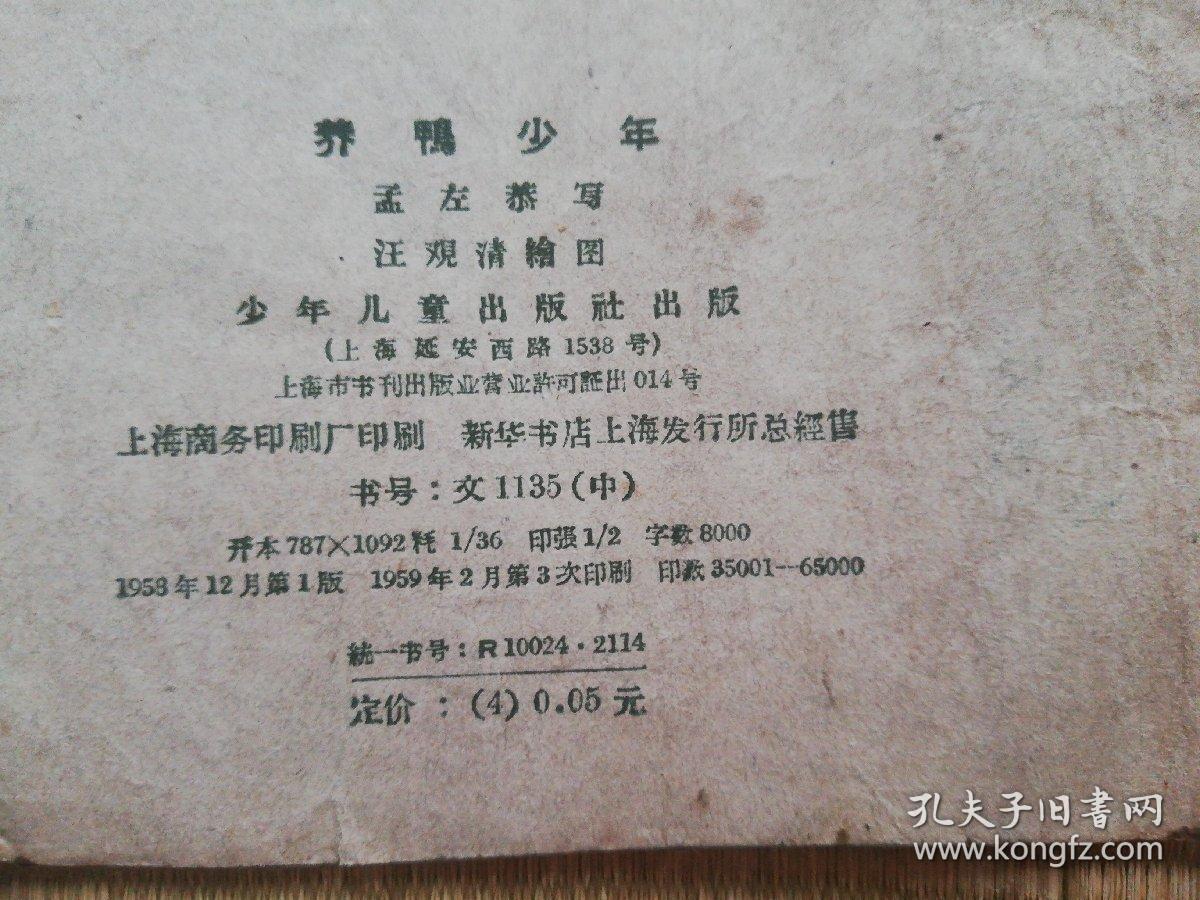 养鴨少年
孟左恭写
汪观清繪图
少年儿童出版社出版
(上海延安西路1538号)
上海市书刊出版业营业許可証出014号
上海商务印刷厂印刷 新华书店上海发行所总經售
书号：文1135(中)
开本787×1092耗 1/36 印張1/2 字数8000
1958年12月第1版 1959年2月第3次印刷 印数35001—65000
統一书号：R10024·2114
定价：(4) 0.05元
孔夫子旧書网
www.kongfz.com